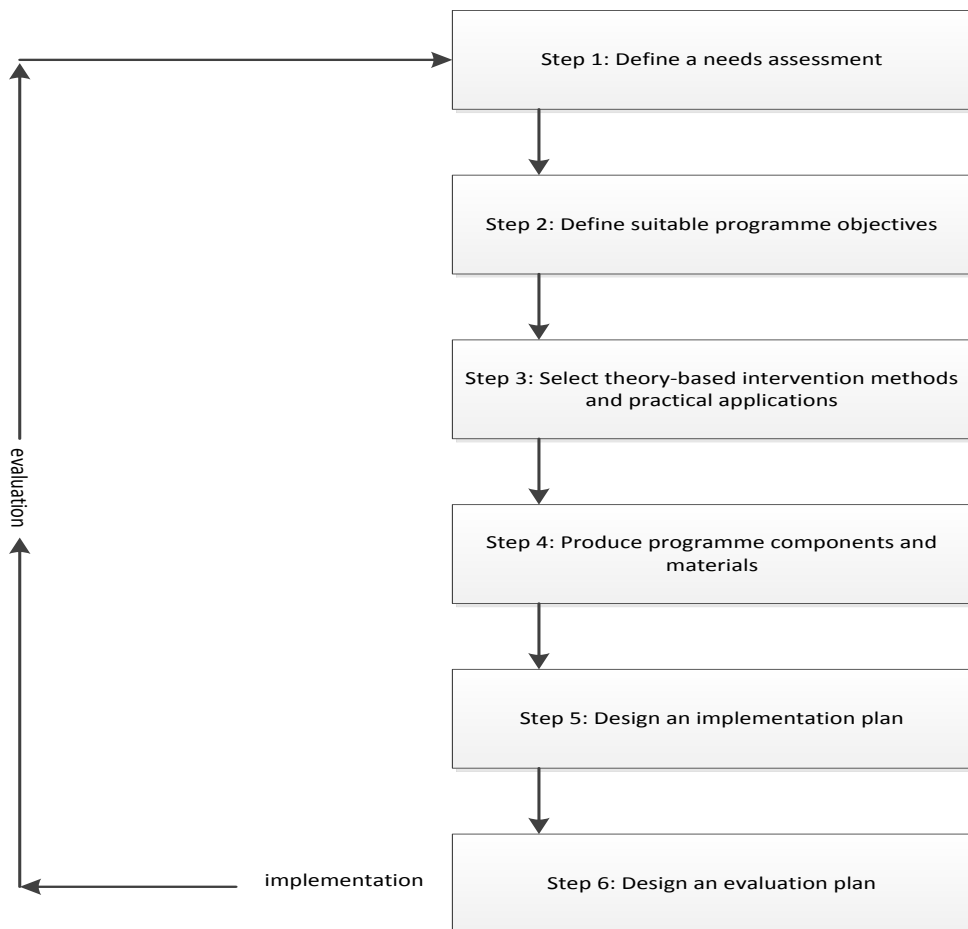 Step 1: Define a needs assessment
Step 2: Define suitable programme objectives
Step 3: Select theory-based intervention methods
and practical applications
evaluation
Step 4: Produce programme components and
materials
Step 5: Design an implementation plan
implementation
Step 6: Design an evaluation plan